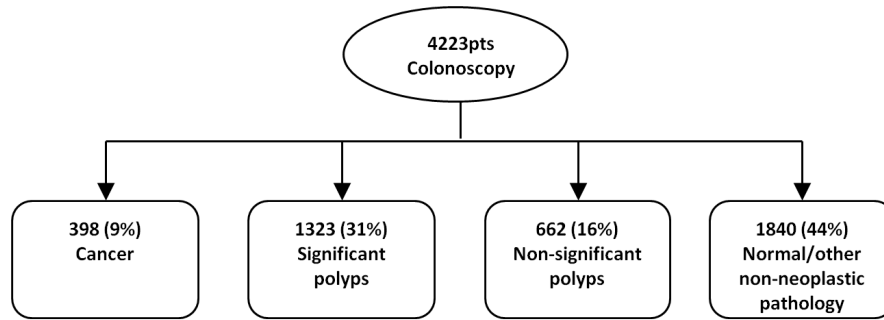 4223pts
Colonoscopy
398 (9%)
Cancer
1323 (31%)
Significant
polyps
662 (16%)
Non-significant
polyps
1840 (44%)
Normal/other
non-neoplastic
pathology